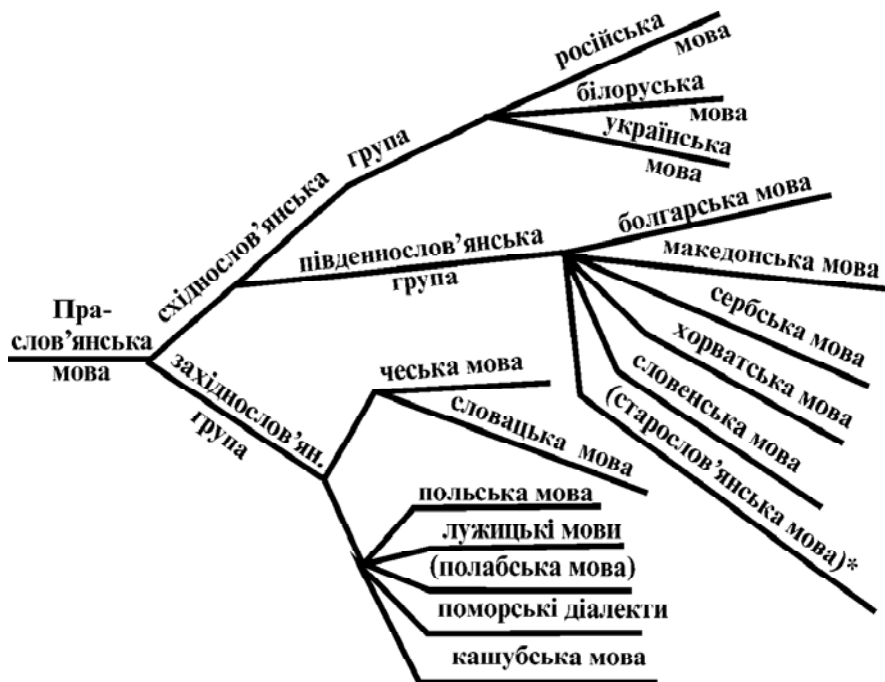 російська мова
білоруська
мова
українська
мова
східнослов’янська група
південнослов’янська
група
болгарська мова
македонська мова
сербська мова
хорватська мова
словенська мова
(старослов’янська мова)*
Пра-
слов’янська
мова
західнослов’ян.
група
чеська мова
словацька мова
польська мова
лужицькі мови
(полабська мова)
поморські діалекти
кашубська мова